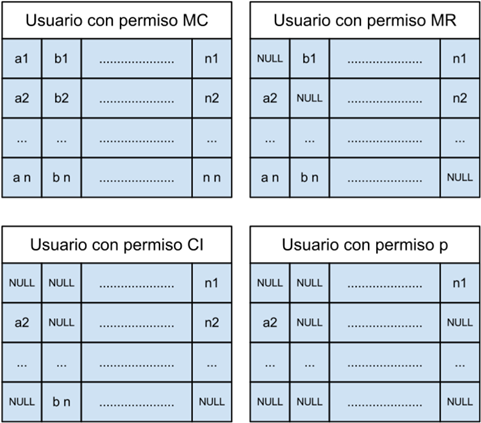 Usuario con permiso MC
a1 b1 ...................... n1
a2 b2 ...................... n2
... ... ...................... ...
a n b n ...................... n n
Usuario con permiso MR
NULL b1 ...................... n1
a2 NULL ...................... n2
... ... ...................... ...
a n b n ...................... NULL
Usuario con permiso CI
NULL NULL ...................... n1
a2 NULL ...................... n2
... ... ...................... ...
NULL b n ...................... NULL
Usuario con permiso p
NULL NULL ...................... n1
a2 NULL ...................... NULL
... ... ...................... ...
NULL NULL ...................... NULL